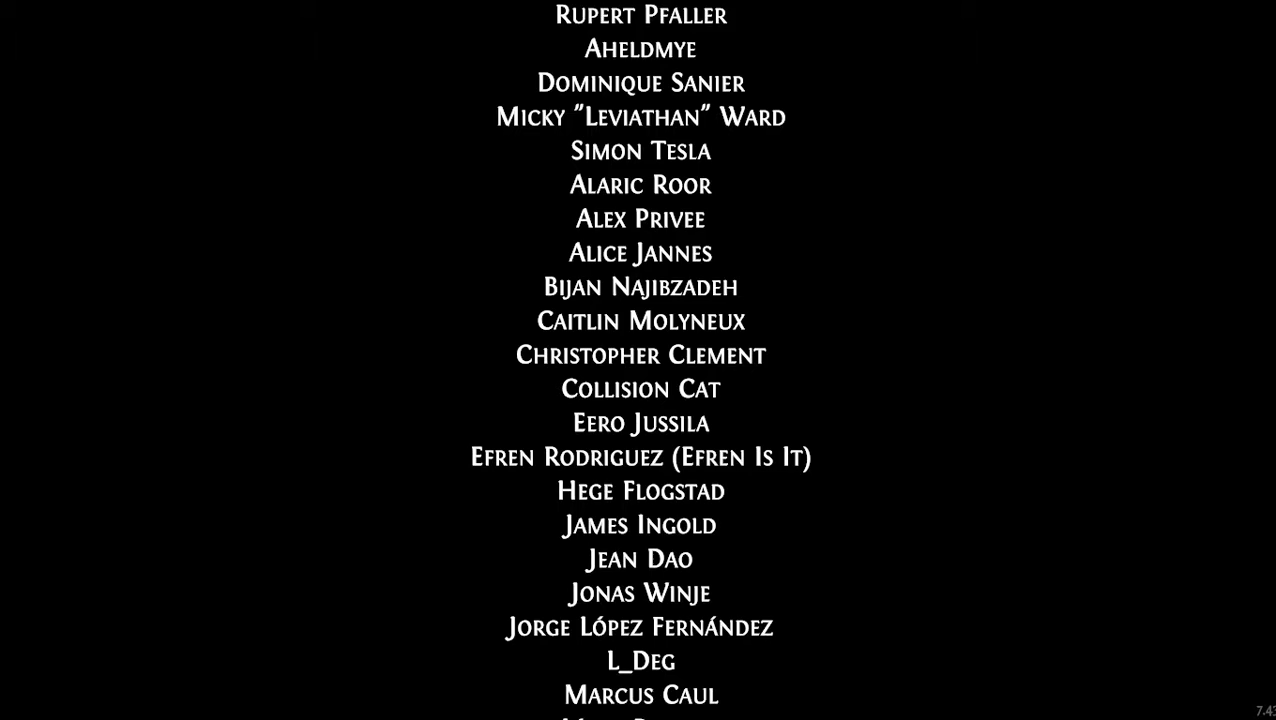 Rupert Pfaller
Aheldmye
Dominique Sanier
Micky "Leviathan" Ward
Simon Tesla
Alaric Roor
Alex Privee
Alice Jannes
Bijan Najibzadeh
Caitlin Molyneux
Christopher Clement
Collision Cat
Eero Jussila
Efren Rodriguez (Efren Is It)
Hege Flogstad
James Ingold
Jean Dao
Jonas Winje
Jorge López Fernández
L_Deg
Marcus Caul